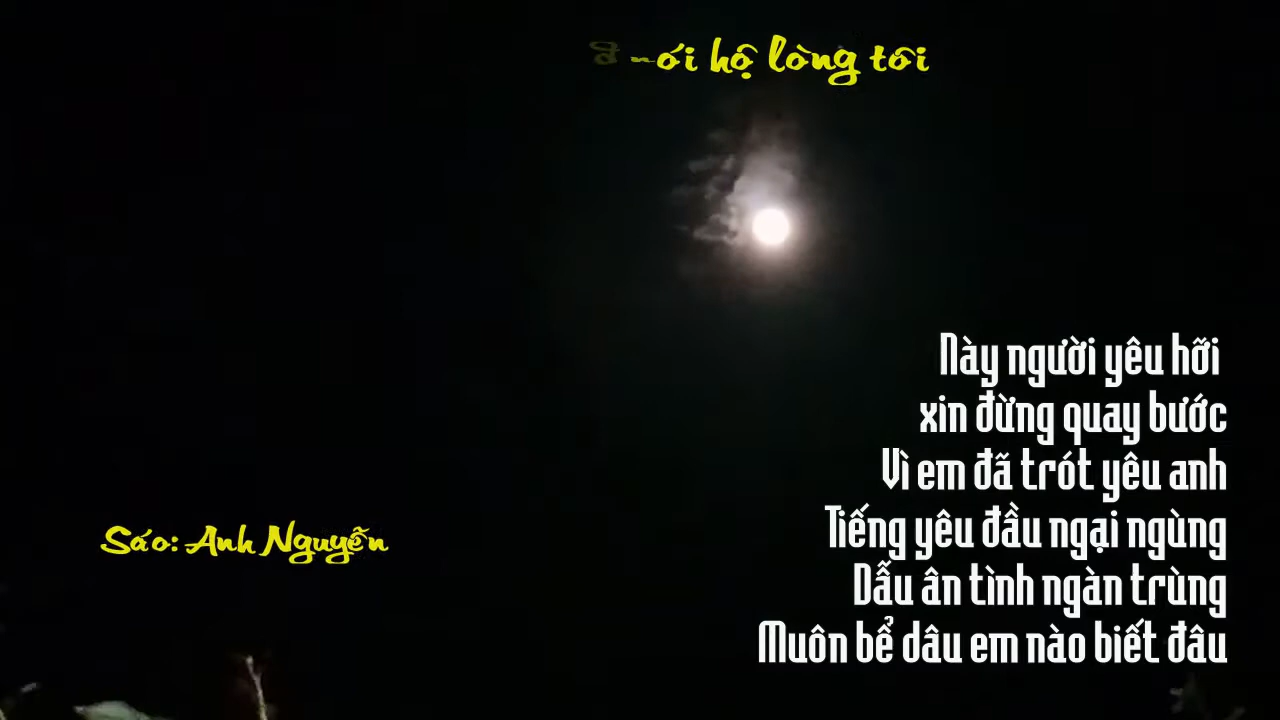 hộ lòng tôi
Này người yêu hỡi
xin đừng quay bước
Vì em đã trót yêu anh
Tiếng yêu đầu ngại ngùng
Dẫu ân tình ngàn trùng
Muôn bể dâu em nào biết đâu
Sáo: Anh Nguyễn